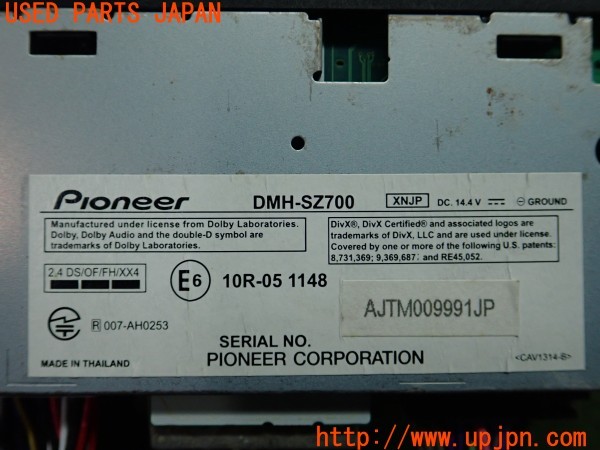 USED PARTS JAPAN
Pioneer
DMH-SZ700
XNJP
DC. 14.4 V
GROUND
Manufactured under license from Dolby Laboratories.
Dolby, Dolby Audio and the double-D symbol are
trademarks of Dolby Laboratories.
DivX®, DivX Certified® and associated logos are
trademarks of DivX, LLC and are used under license.
Covered by one or more of the following U.S. patents:
8,731,369; 9,369,687; and RE45,052.
2,4 DS/OF/FH/XX4
E6
10R-05 1148
R 007-AH0253
AJTM009991JP
SERIAL NO.
PIONEER CORPORATION
MADE IN THAILAND
<CAV1314-B>
http://www.upjpn.com/